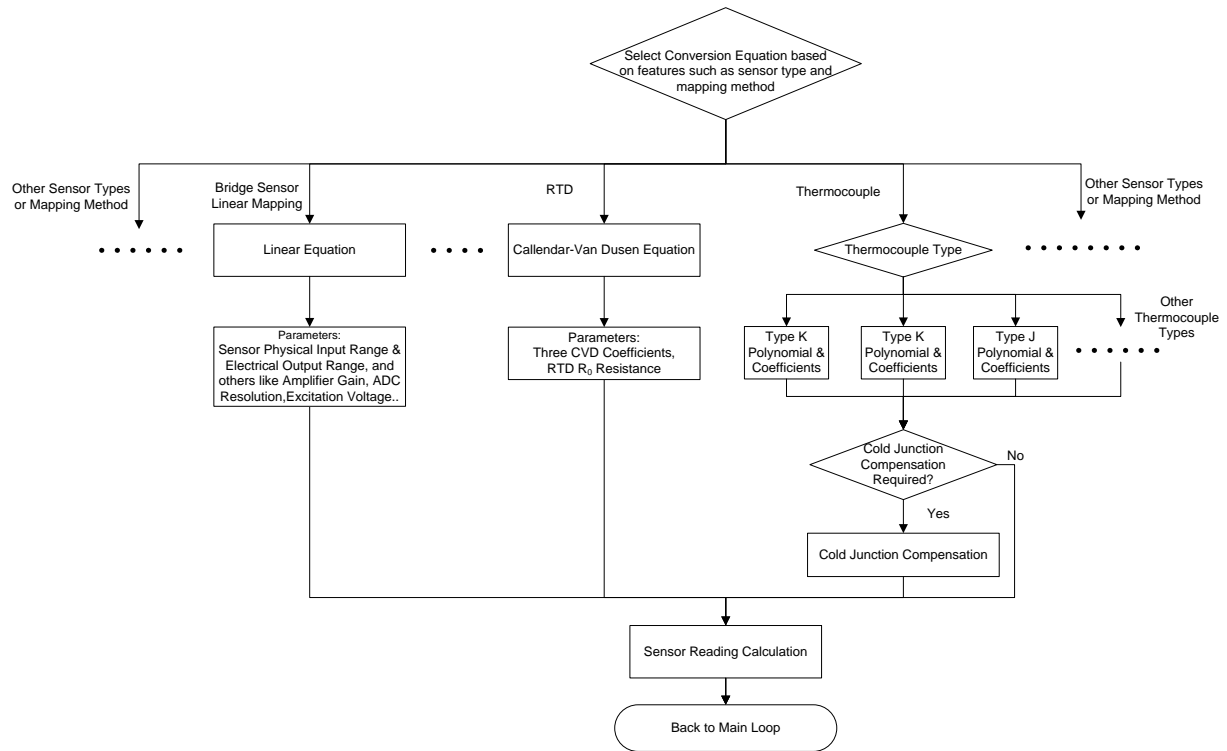 Select Conversion Equation based
on features such as sensor type and
mapping method
Other Sensor Types
or Mapping Method
Bridge Sensor
Linear Mapping
RTD
Thermocouple
Other Sensor Types
or Mapping Method
Linear Equation
Callendar-Van Dusen Equation
Thermocouple Type
Parameters:
Sensor Physical Input Range &
Electrical Output Range, and
others like Amplifier Gain, ADC
Resolution,Excitation Voltage..
Parameters:
Three CVD Coefficients,
RTD R₀ Resistance
Type K
Polynomial &
Coefficients
Type K
Polynomial &
Coefficients
Type J
Polynomial &
Coefficients
Other
Thermocouple
Types
Cold Junction
Compensation
Required?
No
Yes
Cold Junction Compensation
Sensor Reading Calculation
Back to Main Loop